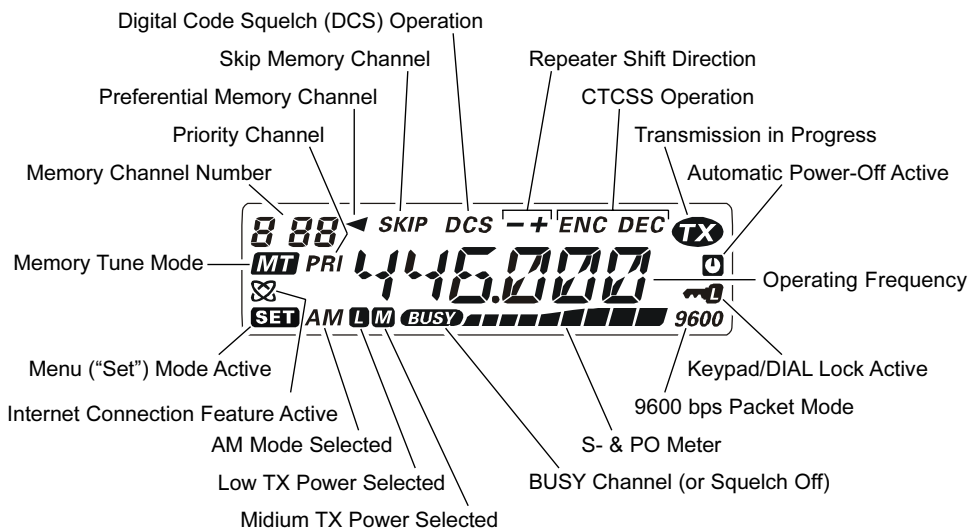 Digital Code Squelch (DCS) Operation
Skip Memory Channel
Repeater Shift Direction
Preferential Memory Channel
CTCSS Operation
Priority Channel
Transmission in Progress
Memory Channel Number
Automatic Power-Off Active
8 88 SKIP DCS - + ENC DEC TX
Memory Tune Mode
MT PRI 446.000
Operating Frequency
L
SET AM L M BUSY 9600
Menu (“Set”) Mode Active
Keypad/DIAL Lock Active
Internet Connection Feature Active
9600 bps Packet Mode
AM Mode Selected
S- & PO Meter
Low TX Power Selected
BUSY Channel (or Squelch Off)
Midium TX Power Selected